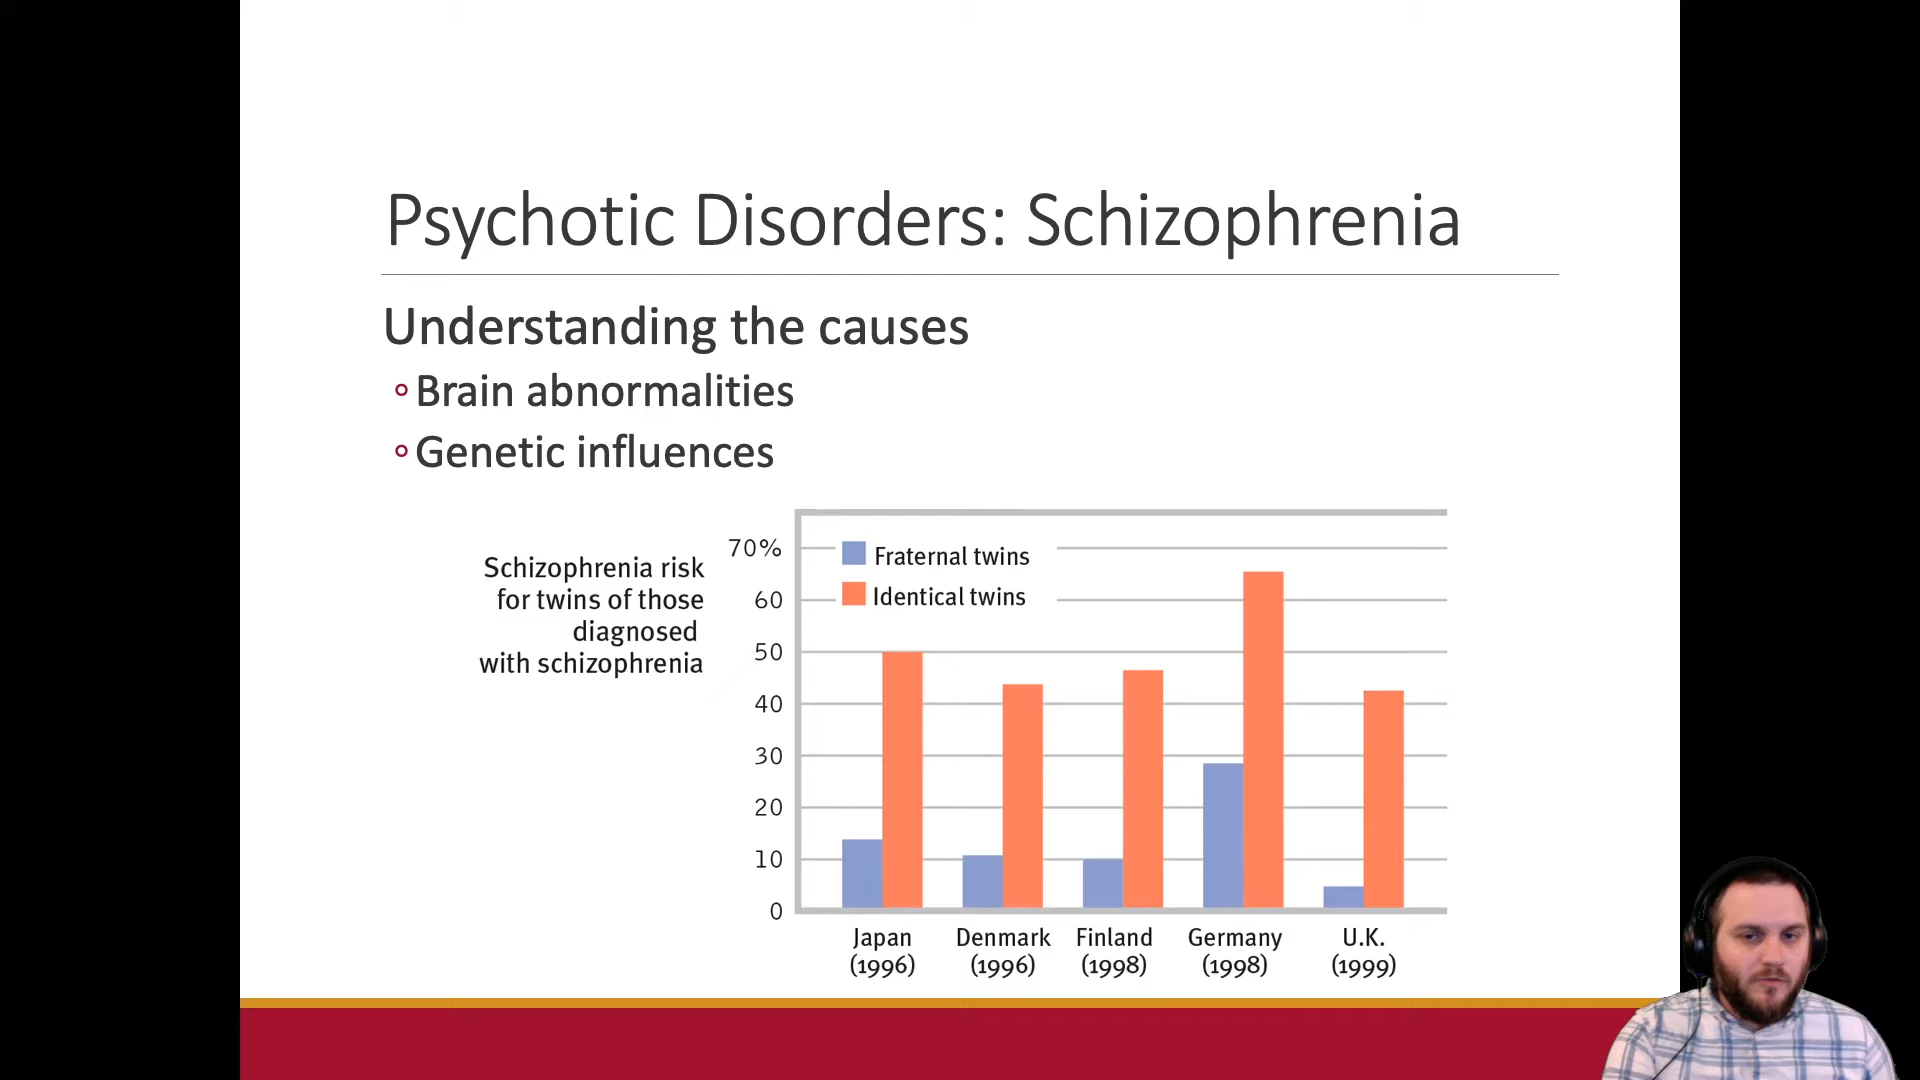 Psychotic Disorders: Schizophrenia
Understanding the causes
Brain abnormalities
Genetic influences
Schizophrenia risk
for twins of those
diagnosed
with schizophrenia
70%
60
50
40
30
20
10
0
Fraternal twins
Identical twins
Japan
(1996)
Denmark
(1996)
Finland
(1998)
Germany
(1998)
U.K.
(1999)